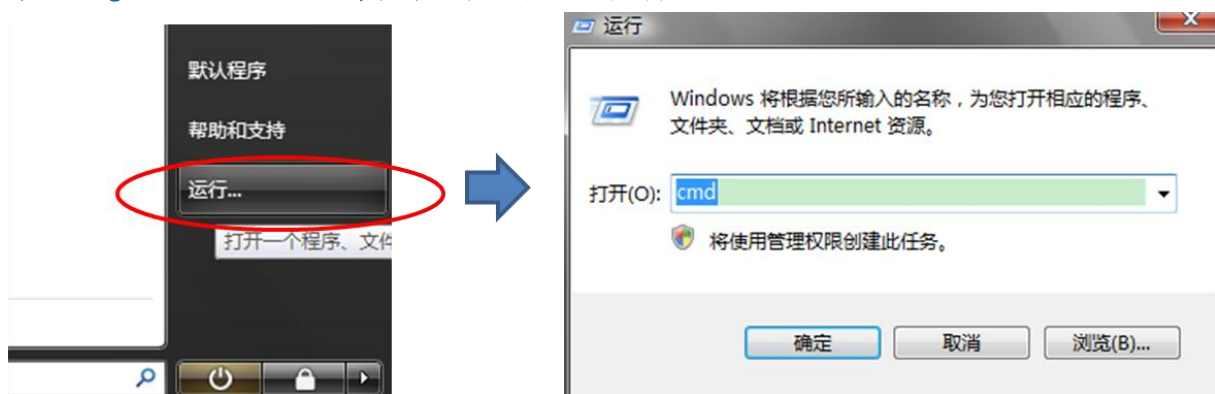 默认程序
帮助和支持
运行...
打开一个程序、文件
运行
Windows 将根据您所输入的名称，为您打开相应的程序、
文件夹、文档或 Internet 资源。
打开(O): cmd
将使用管理权限创建此任务。
确定 取消 浏览(B)...